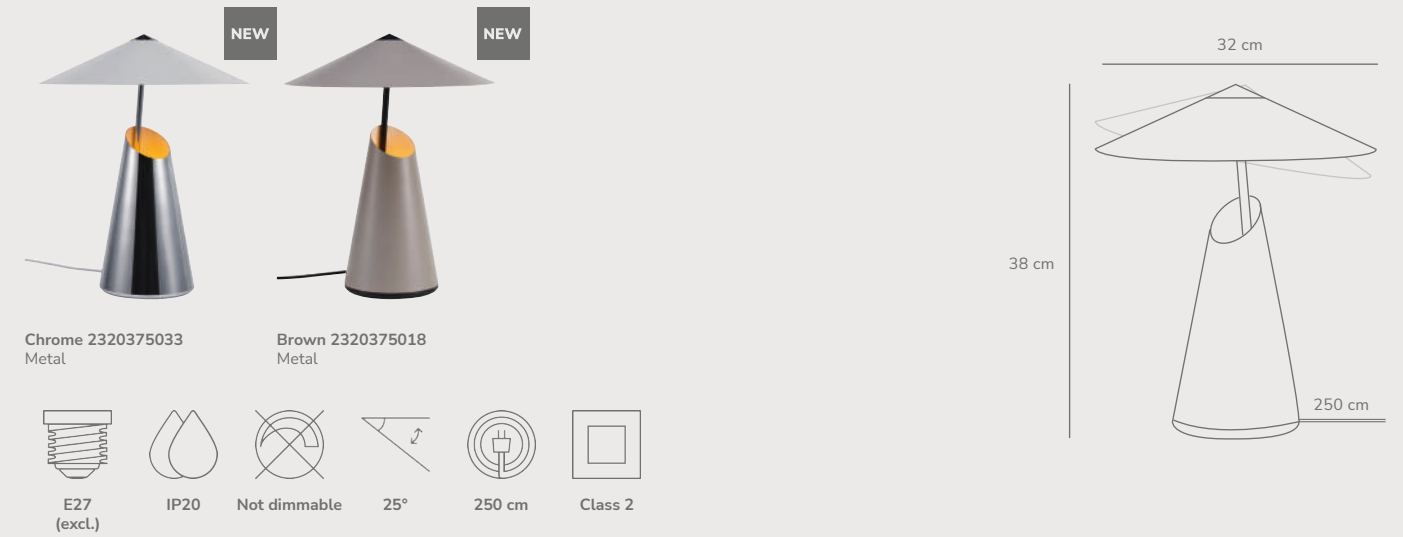 NEW
NEW
32 cm
38 cm
250 cm
Chrome 2320375033
Metal
Brown 2320375018
Metal
E27
(excl.)
IP20
Not dimmable
25°
250 cm
Class 2